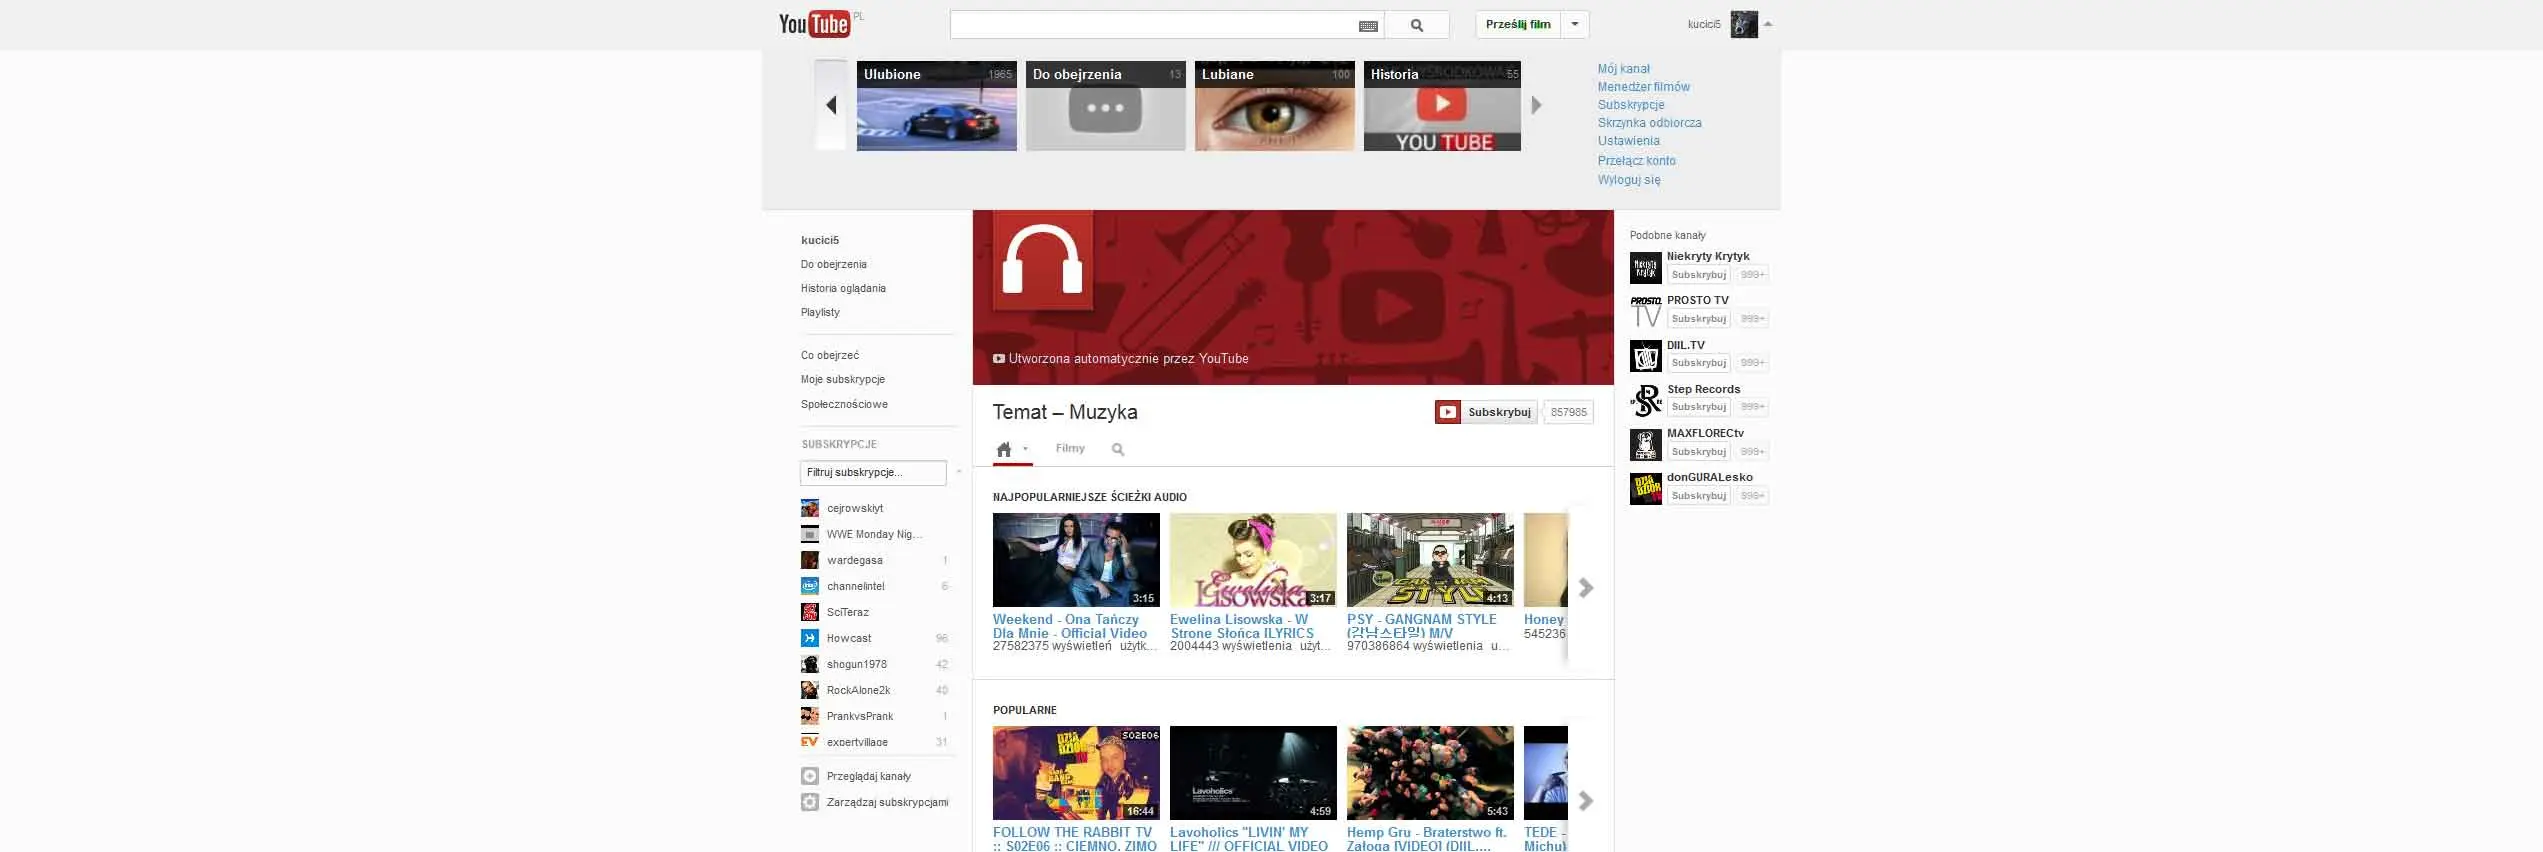 YouTube PL
Prześlij film
kucici5
Ulubione 1965
Do obejrzenia 13
Lubiane 100
Historia 55
YOU TUBE
Mój kanał
Menedżer filmów
Subskrypcje
Skrzynka odbiorcza
Ustawienia
Przełącz konto
Wyloguj się
kucici5
Do obejrzenia
Historia oglądania
Playlisty
Co obejrzeć
Moje subskrypcje
Społecznościowe
SUBSKRYPCJE
Filtruj subskrypcje...
cejrowskiyt
WWE Monday Nig...
wardegasa 1
channelintel 6
SciTeraz
Howcast 96
shogun1978 42
RockAlone2k 40
PrankvsPrank 1
expertvillage 31
Przeglądaj kanały
Zarządzaj subskrypcjami
Utworzona automatycznie przez YouTube
Temat – Muzyka
Subskrybuj 857985
Filmy
NAJPOPULARNIEJSZE ŚCIEŻKI AUDIO
3:15
Weekend - Ona Tańczy
Dla Mnie - Official Video
27582375 wyświetleń użytk...
Ewelina
Lisowska 3:17
Ewelina Lisowska - W
Strone Słońca [LYRICS
2004443 wyświetlenia użyt...
GANGNAM
STYLE 4:13
PSY - GANGNAM STYLE
(강남스타일) M/V
970386864 wyświetlenia u...
Honey
545236
POPULARNE
S02E06
16:44
FOLLOW THE RABBIT TV
:: S02E06 :: CIEMNO, ZIMO
Lavoholics
4:59
Lavoholics "LIVIN' MY
LIFE" /// OFFICIAL VIDEO
5:43
Hemp Gru - Braterstwo ft.
Załoga [VIDEO] (DIIL....
TEDE -
Michu)
Podobne kanały
Niekryty Krytyk
Subskrybuj 999+
PROSTO TV
Subskrybuj 999+
DIIL.TV
Subskrybuj 999+
Step Records
Subskrybuj 999+
MAXFLORECtv
Subskrybuj 999+
donGURALesko
Subskrybuj 999+